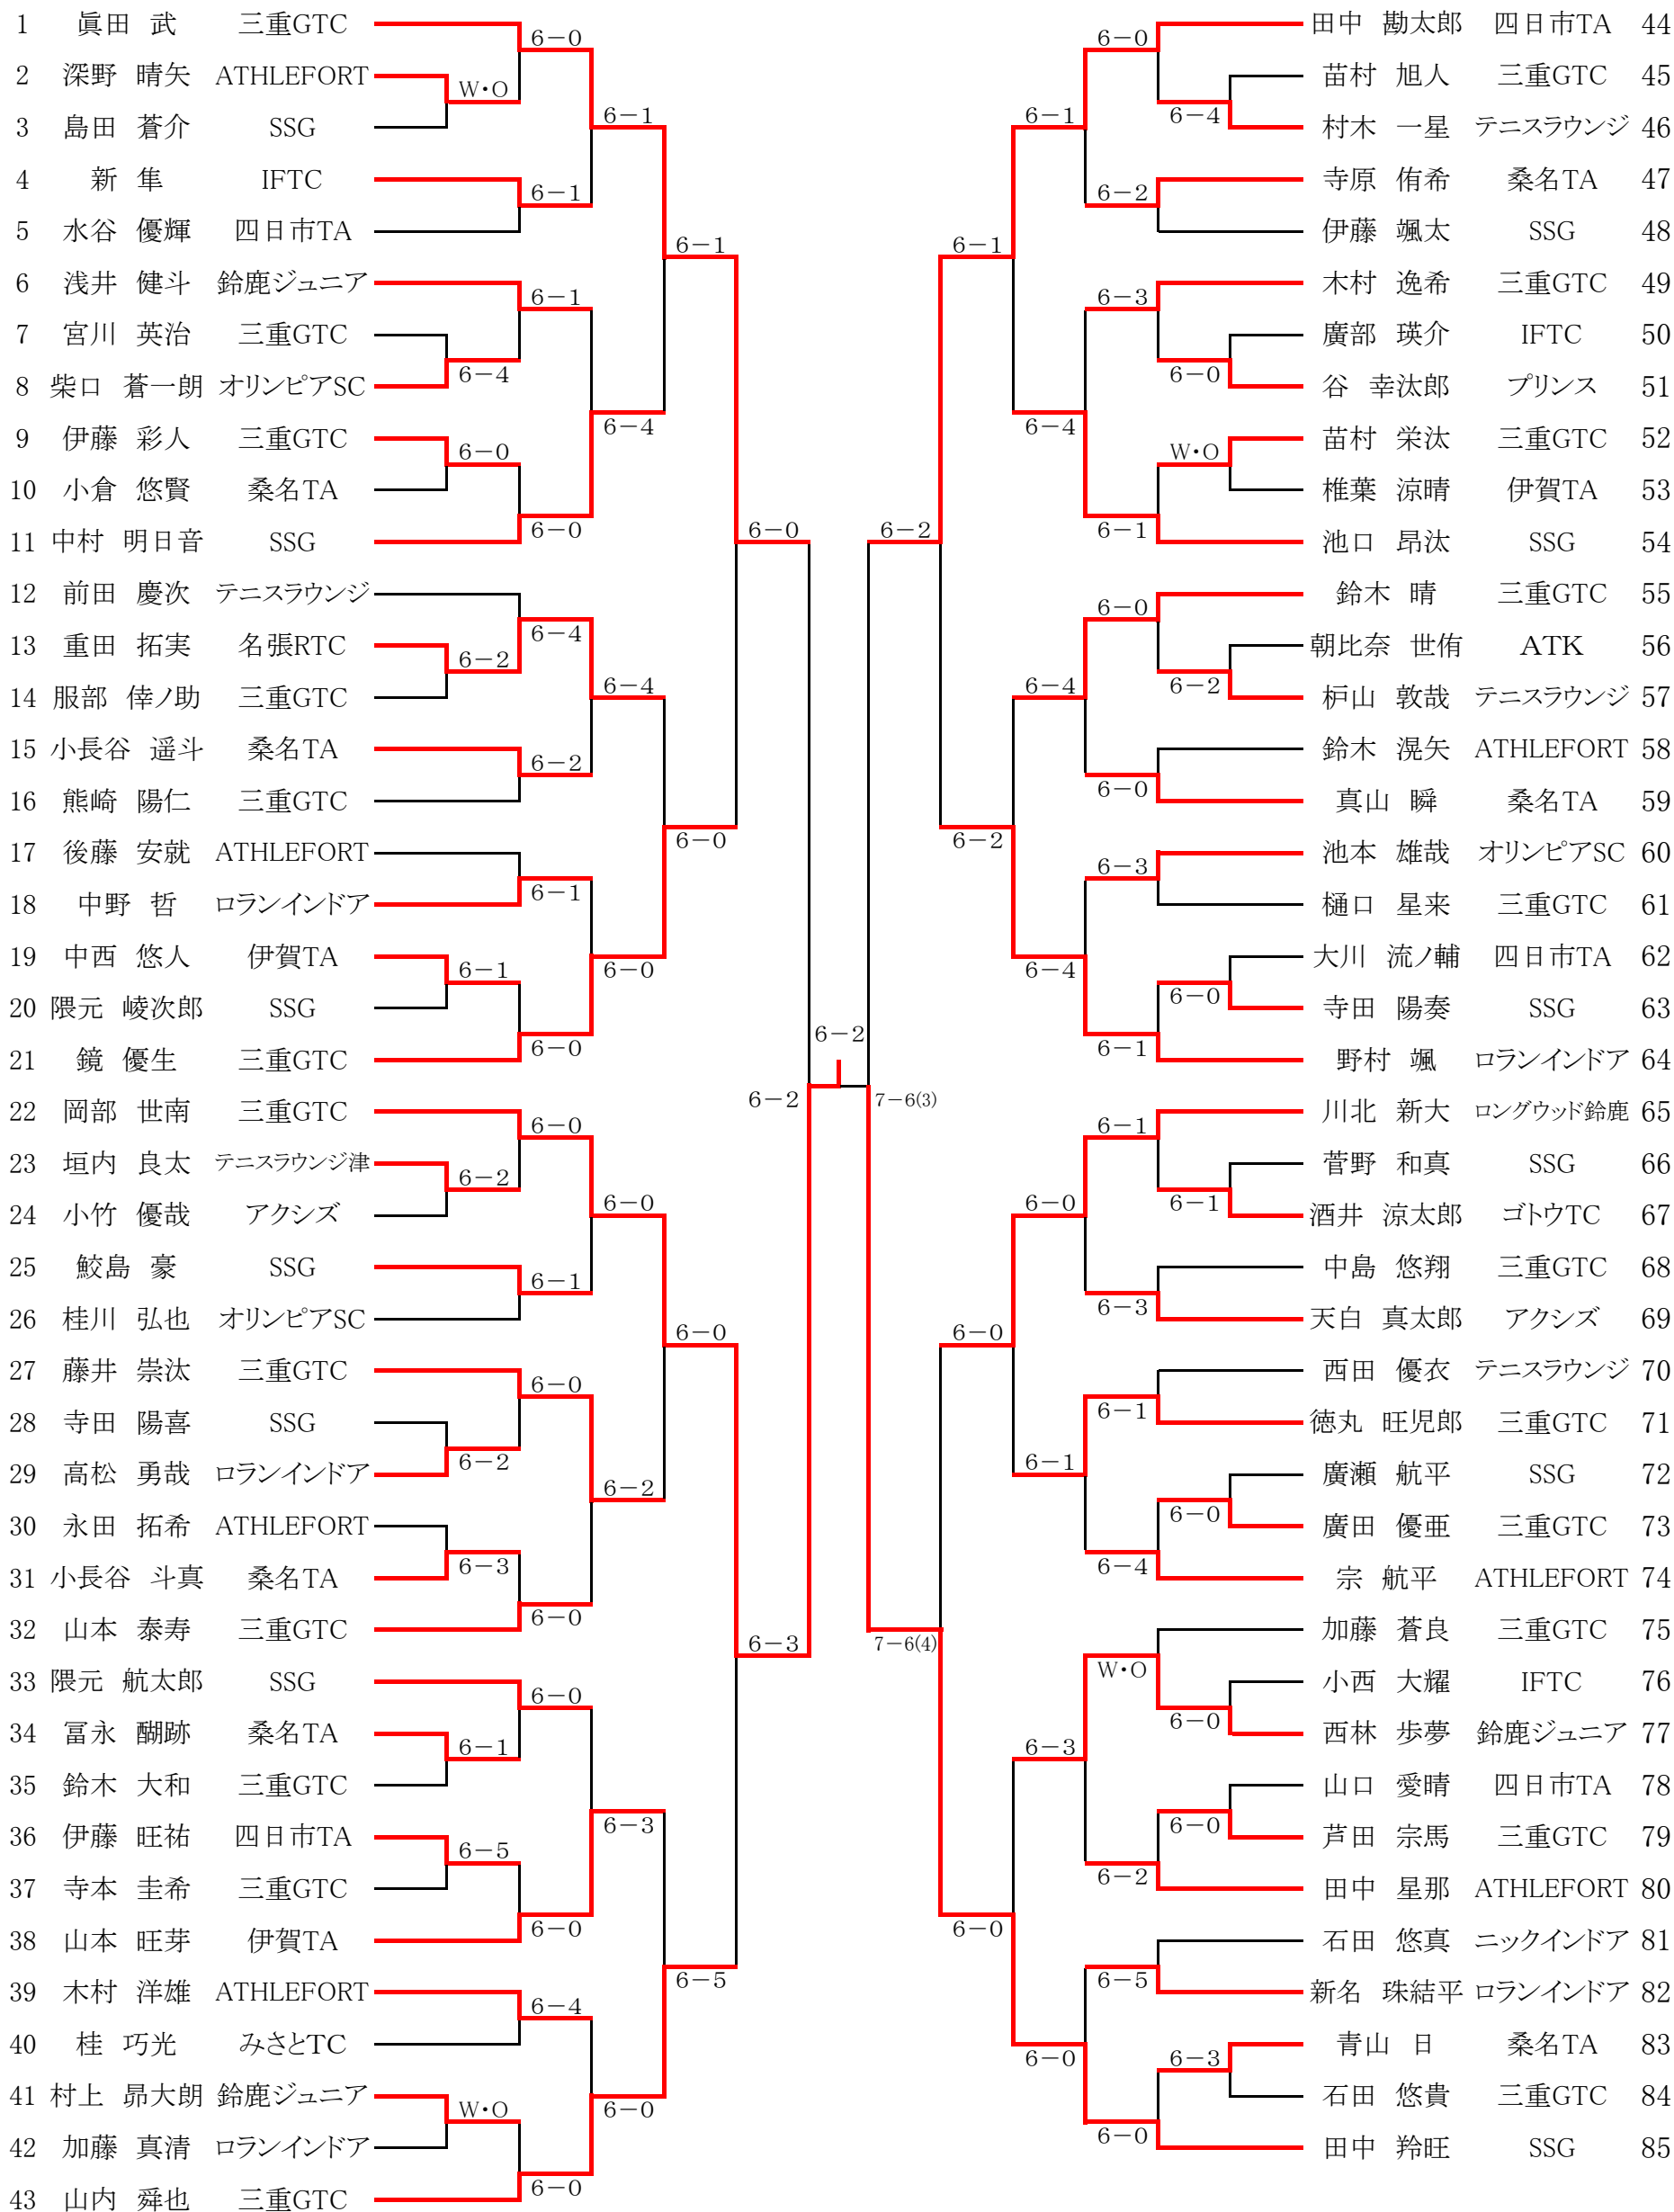 1 眞田 武 三重GTC
2 深野 晴矢 ATHLEFORT
3 島田 蒼介 SSG
4 新 隼 IFTC
5 水谷 優輝 四日市TA
6 浅井 健斗 鈴鹿ジュニア
7 宮川 英治 三重GTC
8 柴口 蒼一朗 オリンピアSC
9 伊藤 彩人 三重GTC
10 小倉 悠賢 桑名TA
11 中村 明日音 SSG
12 前田 慶次 テニスラウンジ
13 重田 拓実 名張RTC
14 服部 倖ノ助 三重GTC
15 小長谷 遥斗 桑名TA
16 熊崎 陽仁 三重GTC
17 後藤 安就 ATHLEFORT
18 中野 哲 ロランインドア
19 中西 悠人 伊賀TA
20 隈元 崚次郎 SSG
21 鏡 優生 三重GTC
22 岡部 世南 三重GTC
23 垣内 良太 テニスラウンジ津
24 小竹 優哉 アクシズ
25 鮫島 豪 SSG
26 桂川 弘也 オリンピアSC
27 藤井 崇汰 三重GTC
28 寺田 陽喜 SSG
29 高松 勇哉 ロランインドア
30 永田 拓希 ATHLEFORT
31 小長谷 斗真 桑名TA
32 山本 泰寿 三重GTC
33 隈元 航太郎 SSG
34 冨永 醐跡 桑名TA
35 鈴木 大和 三重GTC
36 伊藤 旺祐 四日市TA
37 寺本 圭希 三重GTC
38 山本 旺芽 伊賀TA
39 木村 洋雄 ATHLEFORT
40 桂 巧光 みさとTC
41 村上 昴大朗 鈴鹿ジュニア
42 加藤 真清 ロランインドア
43 山内 舜也 三重GTC
6-0
W・O
6-1
6-1
6-4
6-0
6-0
6-4
6-2
6-2
6-1
6-1
6-0
6-0
6-2
6-1
6-0
6-2
6-3
6-0
6-0
6-1
6-5
6-0
6-4
W・O
6-0
6-1
6-4
6-4
6-0
6-0
6-2
6-3
6-0
6-1
6-0
6-0
6-5
6-0
6-3
6-2
6-2
7-6(3)
6-2
7-6(4)
6-1
6-2
6-0
6-0
6-1
6-4
6-4
6-4
6-0
6-1
6-3
6-0
6-0
6-4
6-2
6-3
6-0
W・O
6-1
6-0
6-2
6-0
6-3
6-0
6-1
6-1
6-1
6-3
6-1
6-0
6-4
W・O
6-0
6-0
6-2
6-5
6-3
6-0
田中 勘太郎 四日市TA 44
苗村 旭人 三重GTC 45
村木 一星 テニスラウンジ 46
寺原 侑希 桑名TA 47
伊藤 颯太 SSG 48
木村 逸希 三重GTC 49
廣部 瑛介 IFTC 50
谷 幸汰郎 プリンス 51
苗村 栄汰 三重GTC 52
椎葉 涼晴 伊賀TA 53
池口 昂汰 SSG 54
鈴木 晴 三重GTC 55
朝比奈 世侑 ATK 56
枦山 敦哉 テニスラウンジ 57
鈴木 滉矢 ATHLEFORT 58
真山 瞬 桑名TA 59
池本 雄哉 オリンピアSC 60
樋口 星来 三重GTC 61
大川 流ノ輔 四日市TA 62
寺田 陽奏 SSG 63
野村 颯 ロランインドア 64
川北 新大 ロングウッド鈴鹿 65
菅野 和真 SSG 66
酒井 涼太郎 ゴトウTC 67
中島 悠翔 三重GTC 68
天白 真太郎 アクシズ 69
西田 優衣 テニスラウンジ 70
徳丸 旺児郎 三重GTC 71
廣瀬 航平 SSG 72
廣田 優亜 三重GTC 73
宗 航平 ATHLEFORT 74
加藤 蒼良 三重GTC 75
小西 大耀 IFTC 76
西林 歩夢 鈴鹿ジュニア 77
山口 愛晴 四日市TA 78
芦田 宗馬 三重GTC 79
田中 星那 ATHLEFORT 80
石田 悠真 ニックインドア 81
新名 珠結平 ロランインドア 82
青山 日 桑名TA 83
石田 悠貴 三重GTC 84
田中 羚旺 SSG 85